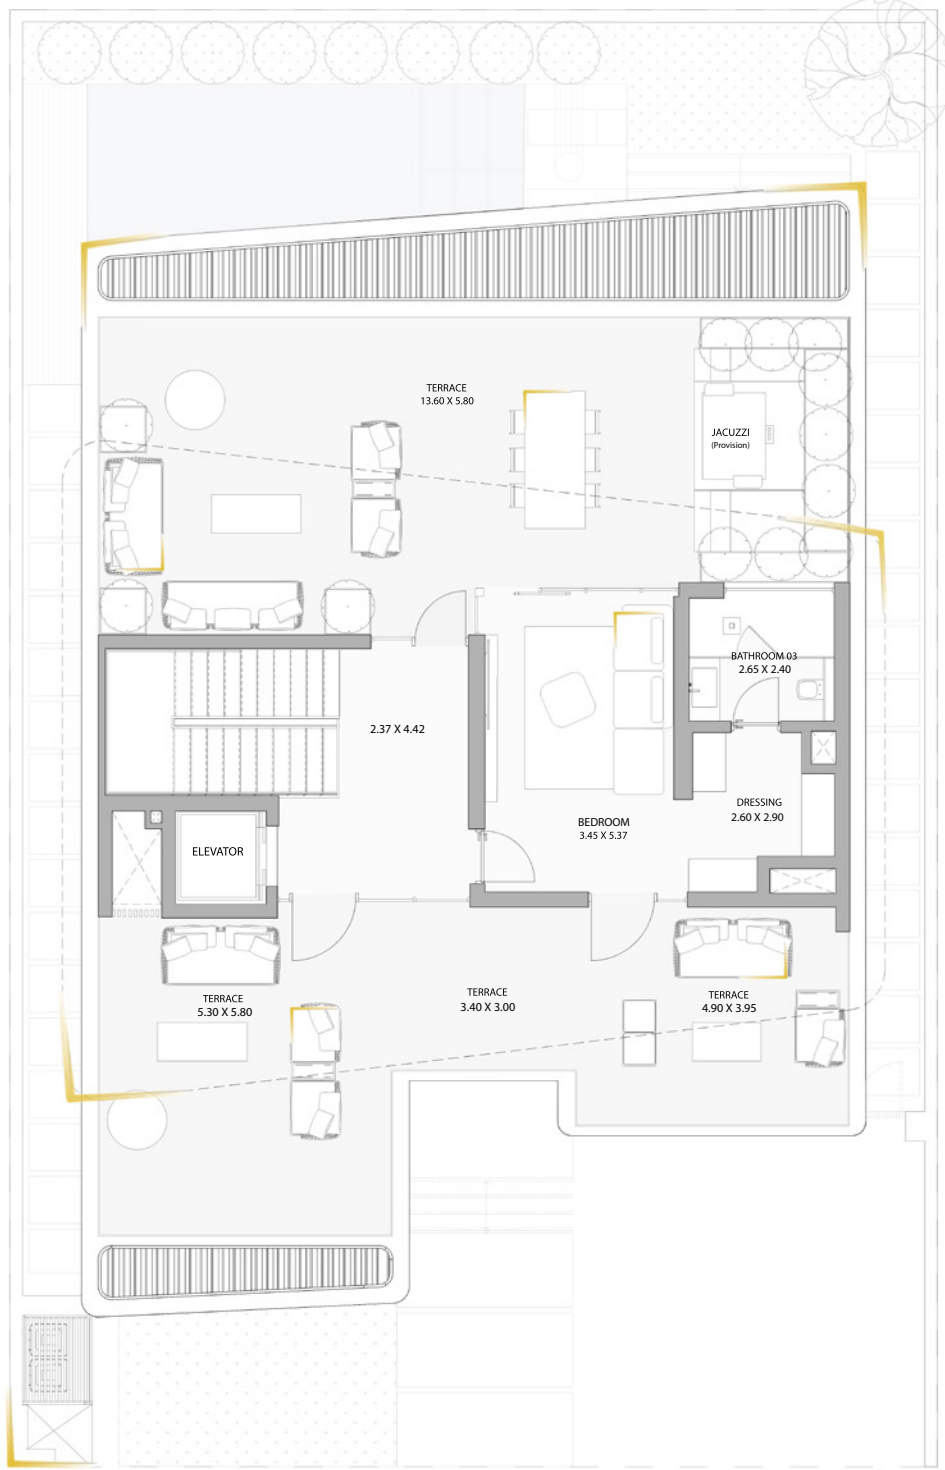 TERRACE
13.60 X 5.80
JACUZZI
(Provision)
BATHROOM 03
2.65 X 2.40
2.37 X 4.42
DRESSING
2.60 X 2.90
BEDROOM
3.45 X 5.37
ELEVATOR
TERRACE
5.30 X 5.80
TERRACE
3.40 X 3.00
TERRACE
4.90 X 3.95